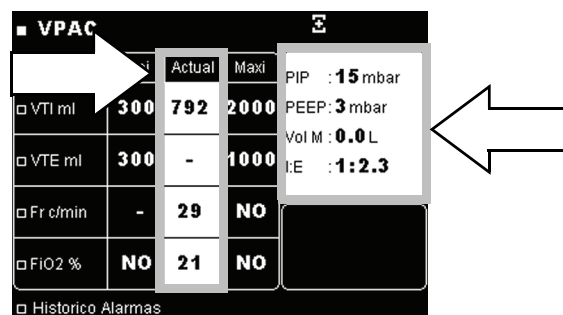 VPAC
Actual Maxi
VTI ml 300 792 2000
VTE ml 300 - 1000
Fr c/min - 29 NO
FiO2 % NO 21 NO
Historico Alarmas
PIP : 15 mbar
PEEP: 3 mbar
Vol M : 0.0 L
I:E : 1:2.3